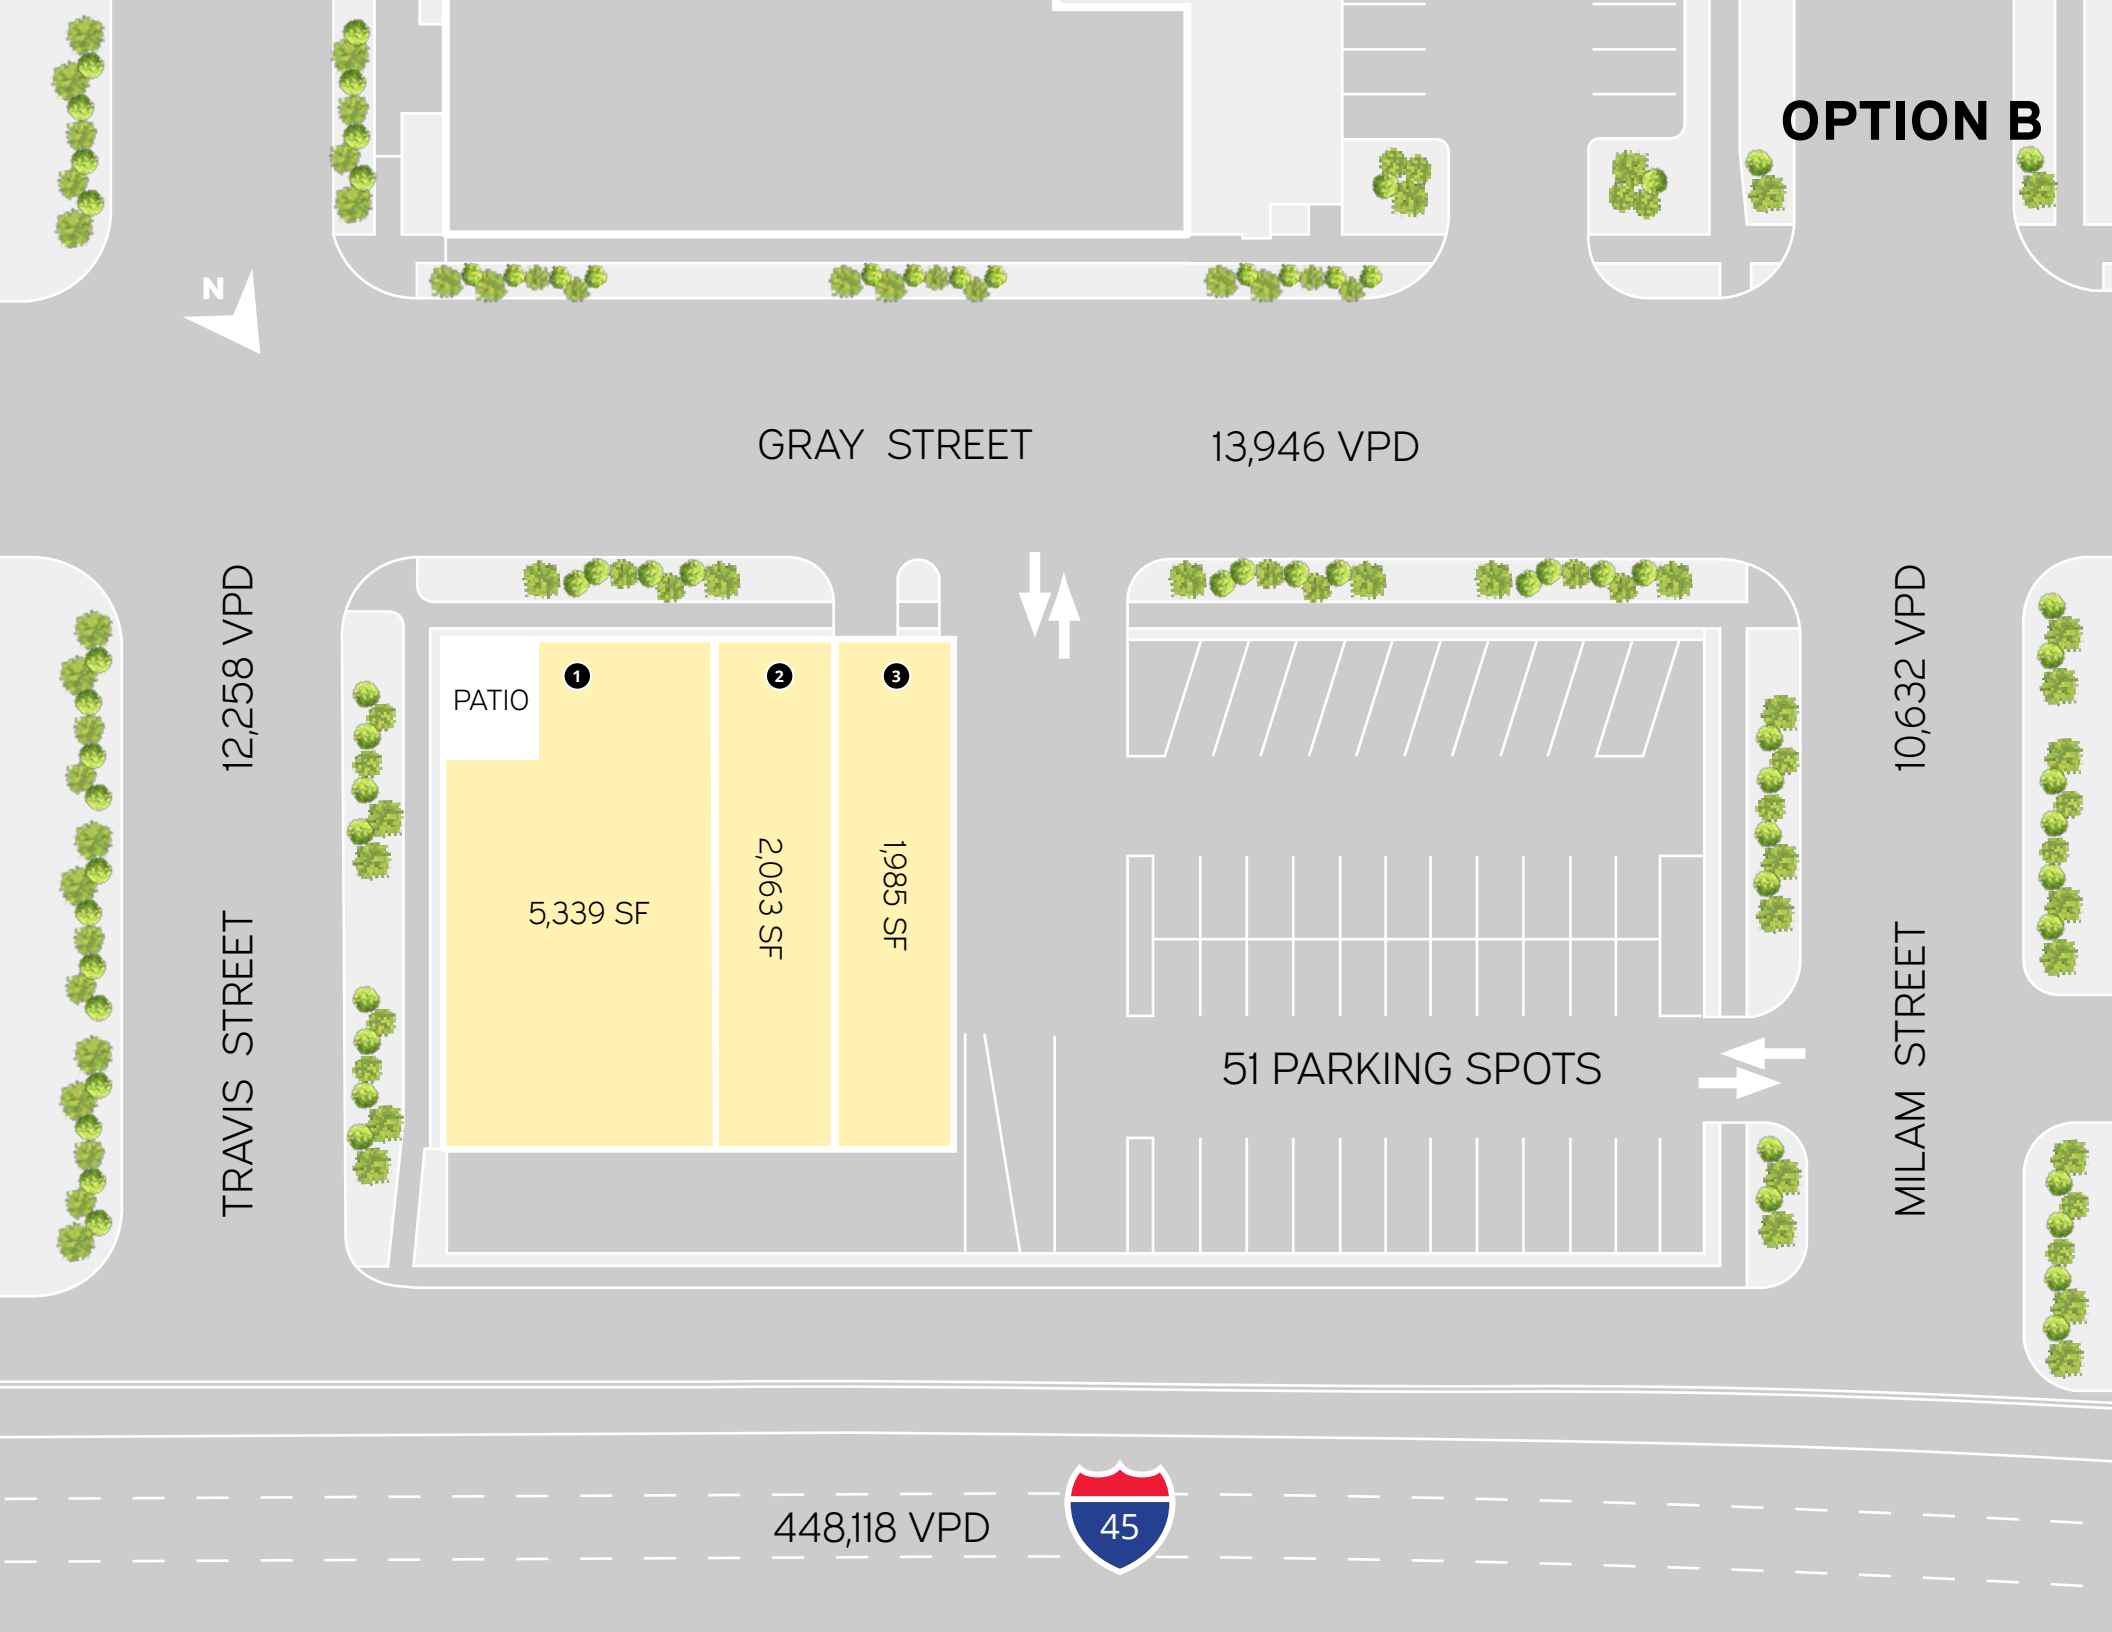 OPTION B
N
GRAY STREET 13,946 VPD
12,258 VPD
TRAVIS STREET
10,632 VPD
MILAM STREET
PATIO
1
2
3
5,339 SF
2,063 SF
1,985 SF
51 PARKING SPOTS
448,118 VPD
45